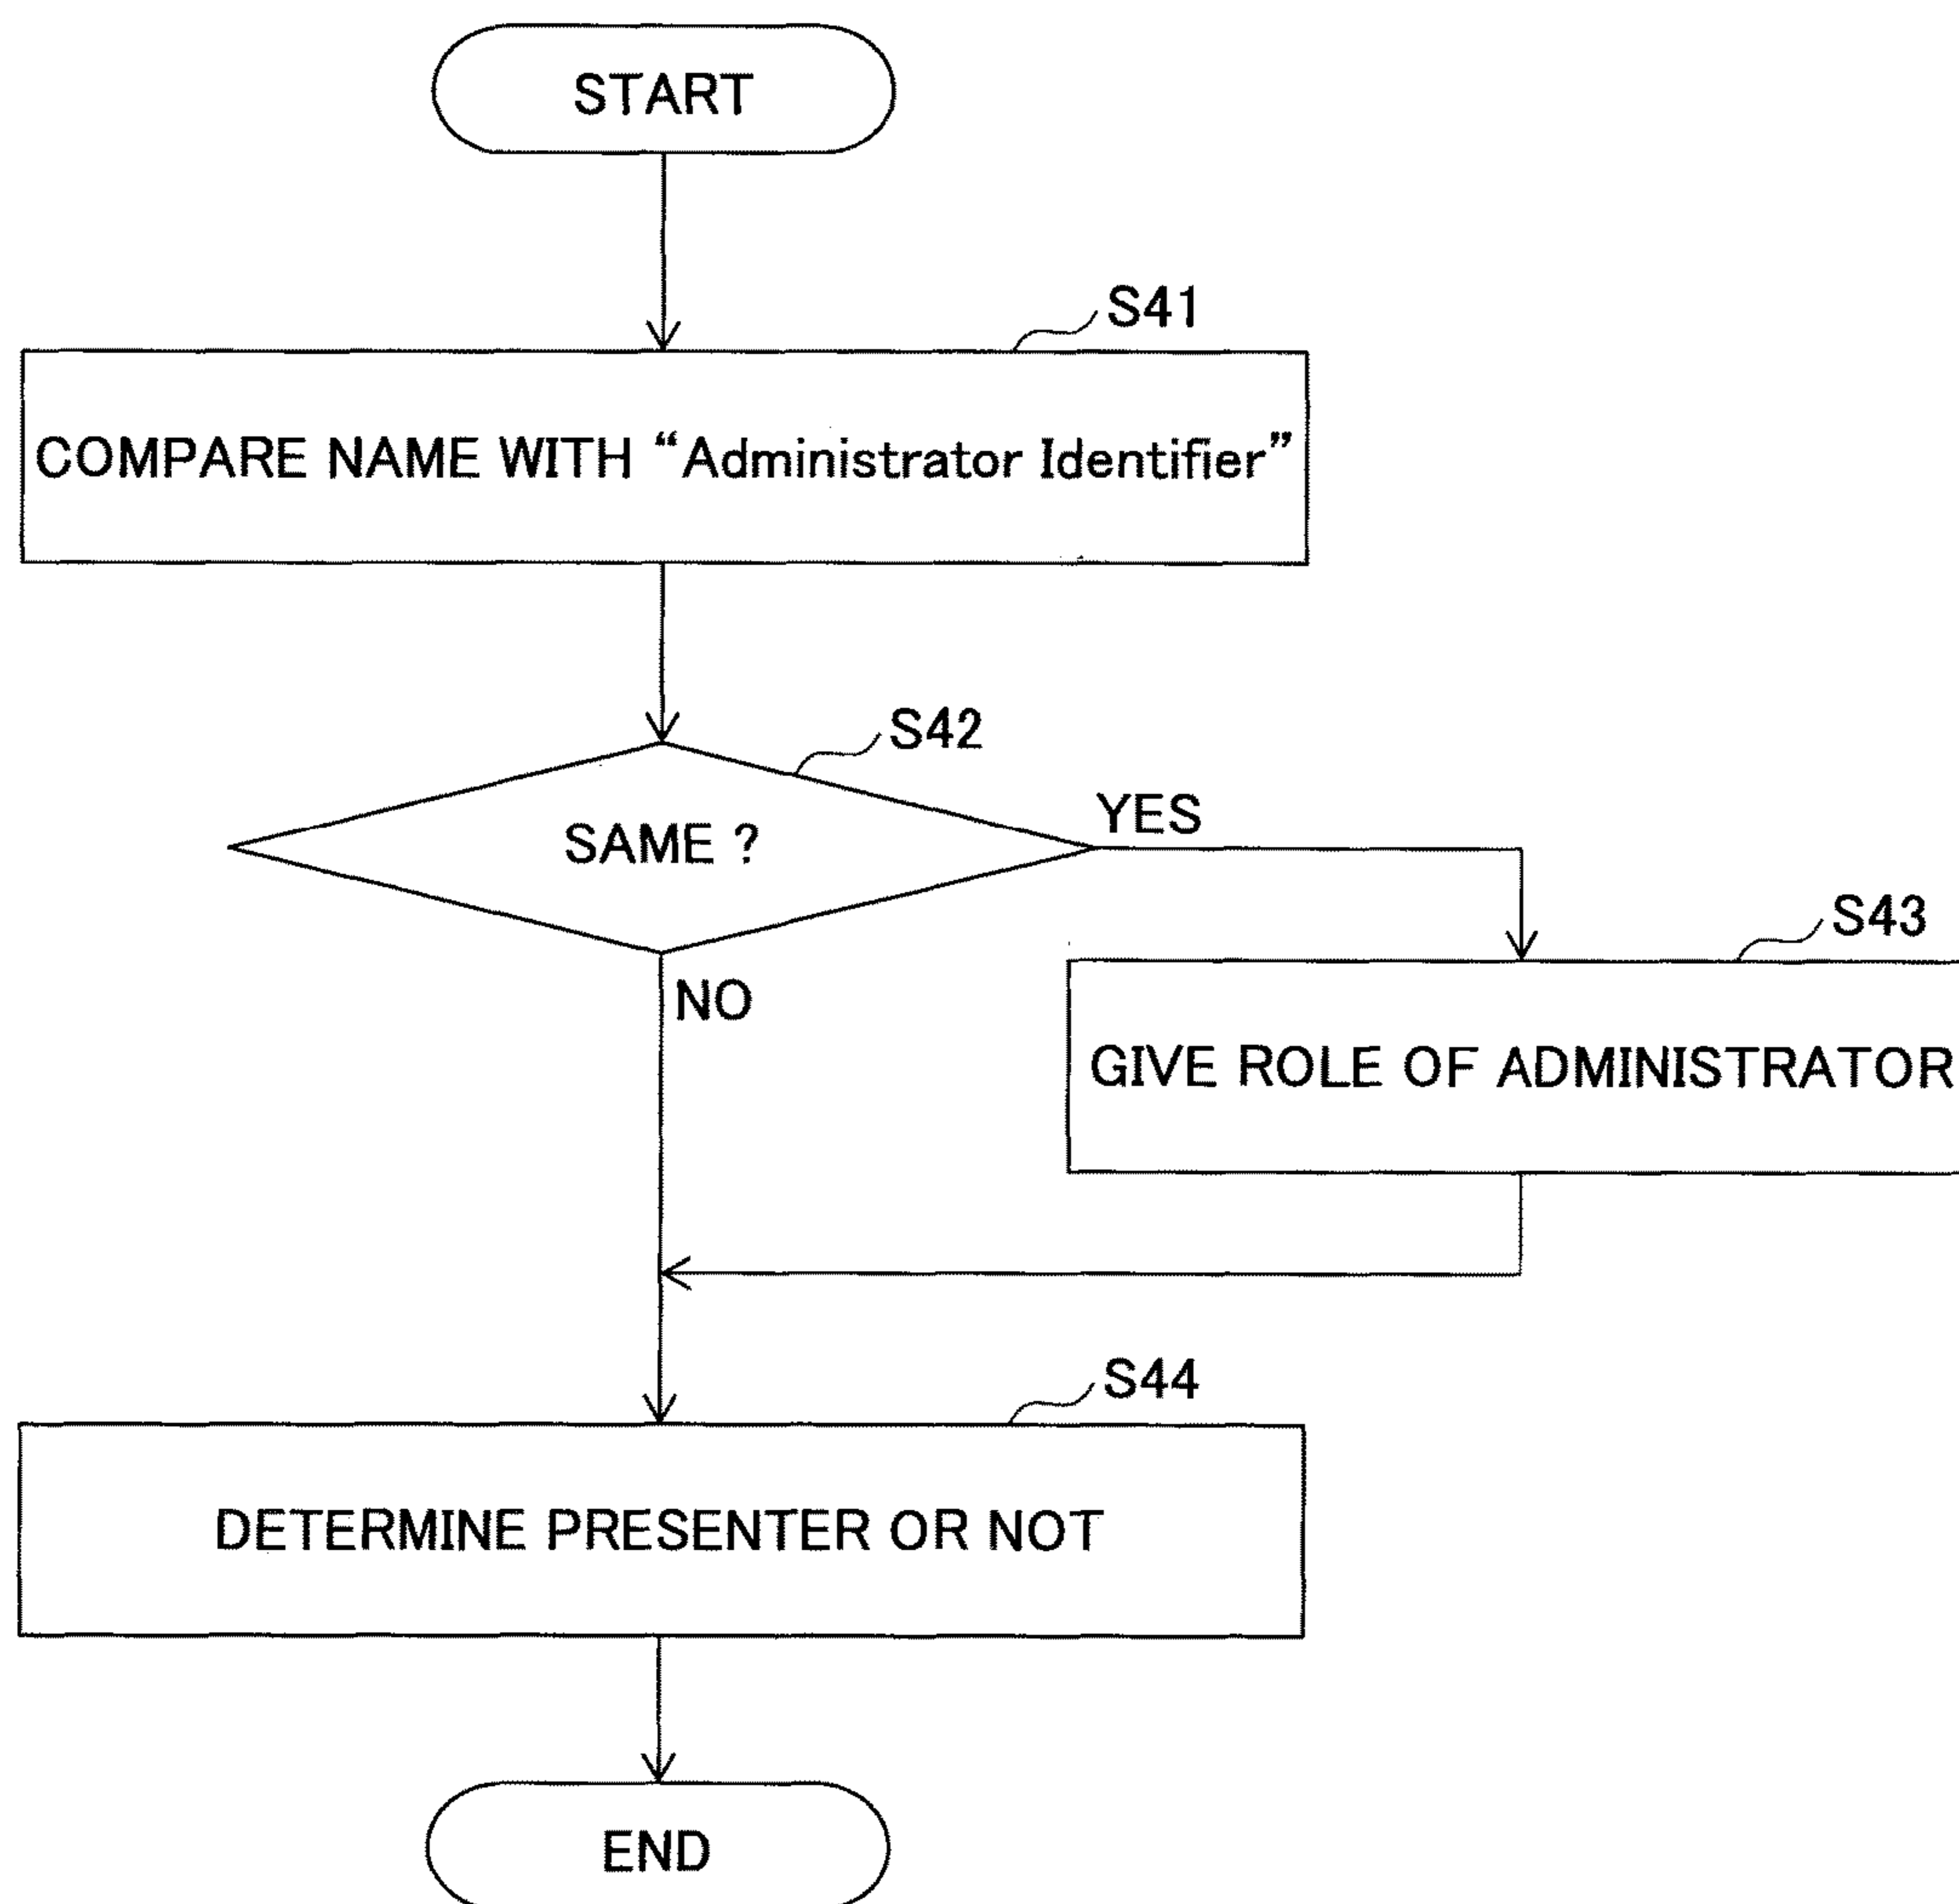 START
S41
COMPARE NAME WITH “Administrator Identifier”
S42
SAME ?
YES
NO
S43
GIVE ROLE OF ADMINISTRATOR
S44
DETERMINE PRESENTER OR NOT
END